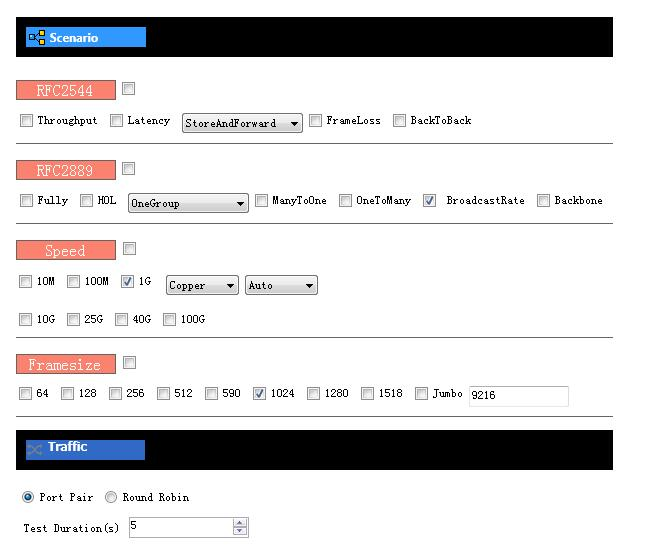 Scenario
RFC2544
Throughput Latency StoreAndForward FrameLoss BackToBack
RFC2889
Fully HOL OneGroup ManyToOne OneToMany BroadcastRate Backbone
Speed
10M 100M 1G Copper Auto
10G 25G 40G 100G
Framesize
64 128 256 512 590 1024 1280 1518 Jumbo 9216
Traffic
Port Pair Round Robin
Test Duration(s) 5